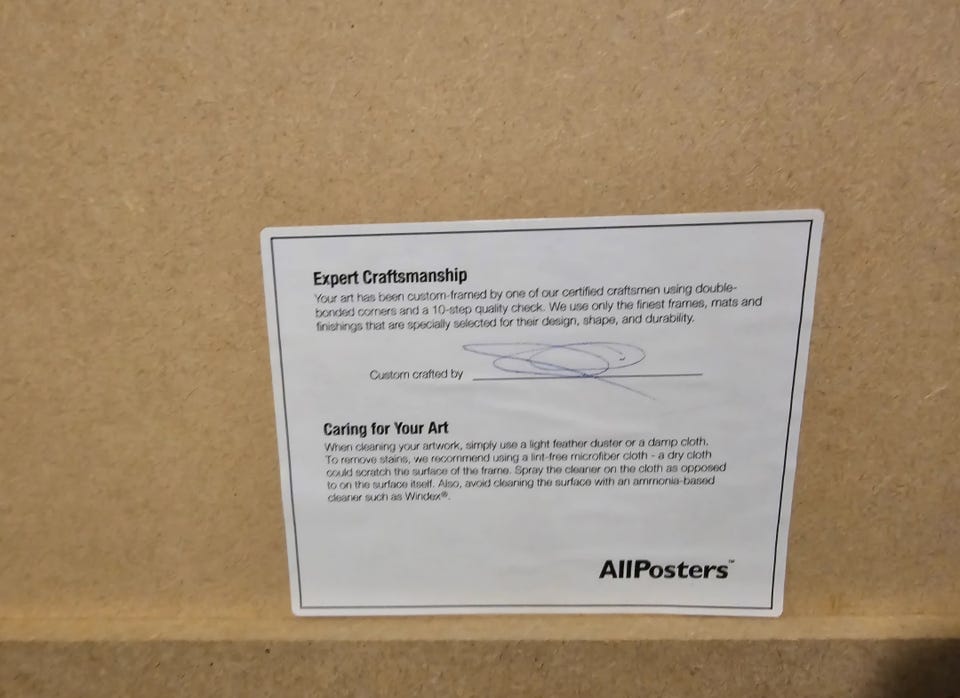 Expert Craftsmanship
Your art has been custom-framed by one of our certified craftsmen using double-
bonded corners and a 10-step quality check. We use only the finest frames, mats and
finishings that are specially selected for their design, shape, and durability.
Custom crafted by
Caring for Your Art
When cleaning your artwork, simply use a light feather duster or a damp cloth.
To remove stains, we recommend using a lint-free microfiber cloth - a dry cloth
could scratch the surface of the frame. Spray the cleaner on the cloth as opposed
to on the surface itself. Also, avoid cleaning the surface with an ammonia-based
cleaner such as Windex®.
AllPosters™